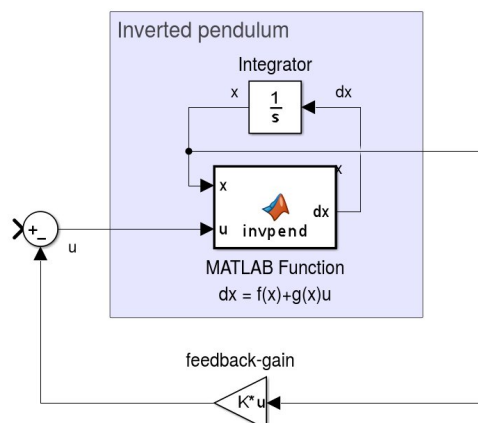 Inverted pendulum
Integrator
x
dx
1
s
x
x
dx
u
invpend
+
_
u
MATLAB Function
dx = f(x)+g(x)u
feedback-gain
K*u